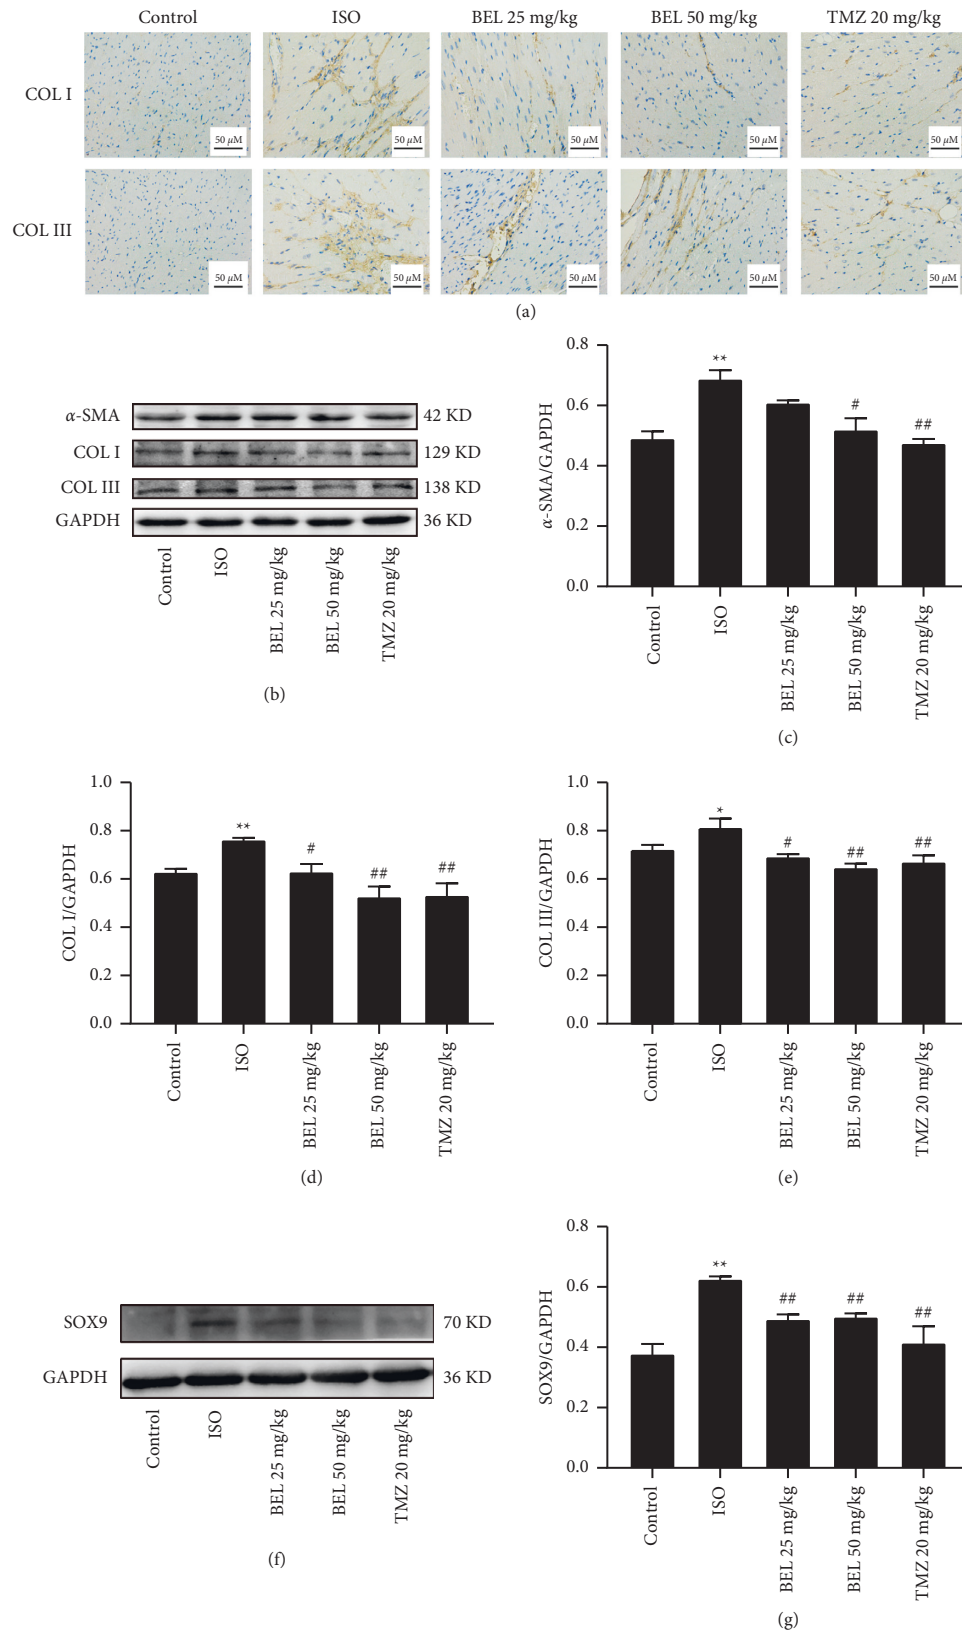 Control ISO BEL 25 mg/kg BEL 50 mg/kg TMZ 20 mg/kg
COL I
50 µM 50 µM 50 µM 50 µM 50 µM
COL III
50 µM 50 µM 50 µM 50 µM 50 µM
(a)
α-SMA 42 KD
COL I 129 KD
COL III 138 KD
GAPDH 36 KD
Control
ISO
BEL 25 mg/kg
BEL 50 mg/kg
TMZ 20 mg/kg
(b)
α-SMA/GAPDH
0.8
0.6
0.4
0.2
0.0
**
#
##
Control
ISO
BEL 25 mg/kg
BEL 50 mg/kg
TMZ 20 mg/kg
(c)
COL I/GAPDH
1.0
0.8
0.6
0.4
0.2
0.0
**
#
##
##
Control
ISO
BEL 25 mg/kg
BEL 50 mg/kg
TMZ 20 mg/kg
(d)
COL III/GAPDH
1.0
0.8
0.6
0.4
0.2
0.0
*
#
##
##
Control
ISO
BEL 25 mg/kg
BEL 50 mg/kg
TMZ 20 mg/kg
(e)
SOX9 70 KD
GAPDH 36 KD
Control
ISO
BEL 25 mg/kg
BEL 50 mg/kg
TMZ 20 mg/kg
(f)
SOX9/GAPDH
0.8
0.6
0.4
0.2
0.0
**
##
##
##
Control
ISO
BEL 25 mg/kg
BEL 50 mg/kg
TMZ 20 mg/kg
(g)